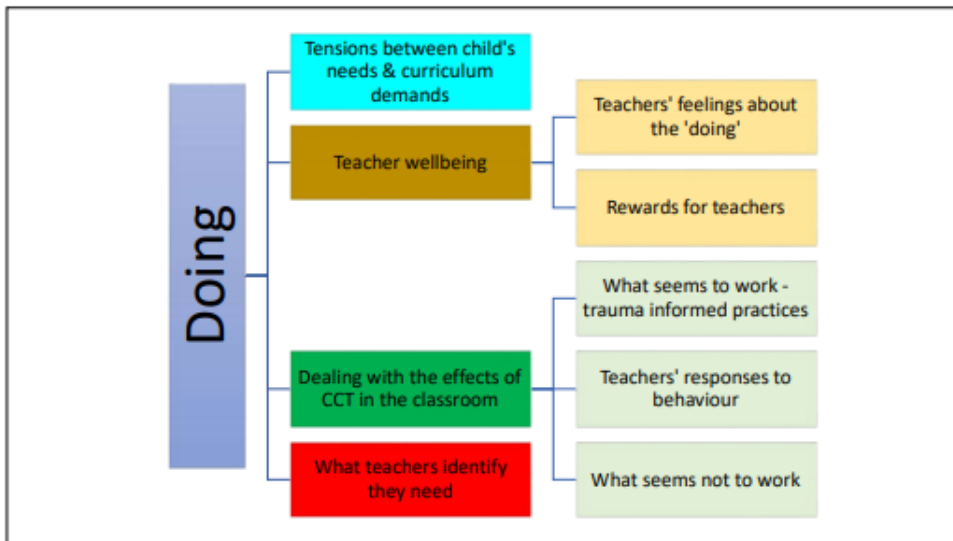 Doing
Tensions between child's
needs & curriculum
demands
Teacher wellbeing
Teachers' feelings about
the 'doing'
Rewards for teachers
Dealing with the effects of
CCT in the classroom
What seems to work -
trauma informed practices
Teachers' responses to
behaviour
What seems not to work
What teachers identify
they need